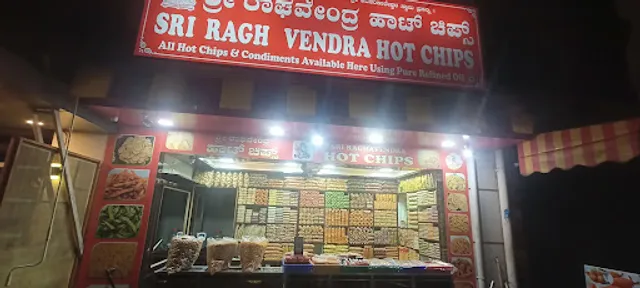 ಶ್ರೀ ರಾಘವೇಂದ್ರ ಹಾಟ್ ಚಿಪ್ಸ್
SRI RAGH VENDRA HOT CHIPS
All Hot Chips & Condiments Available Here Using Pure Refined Oil
SRI RAGHAVENDRA
HOT CHIPS